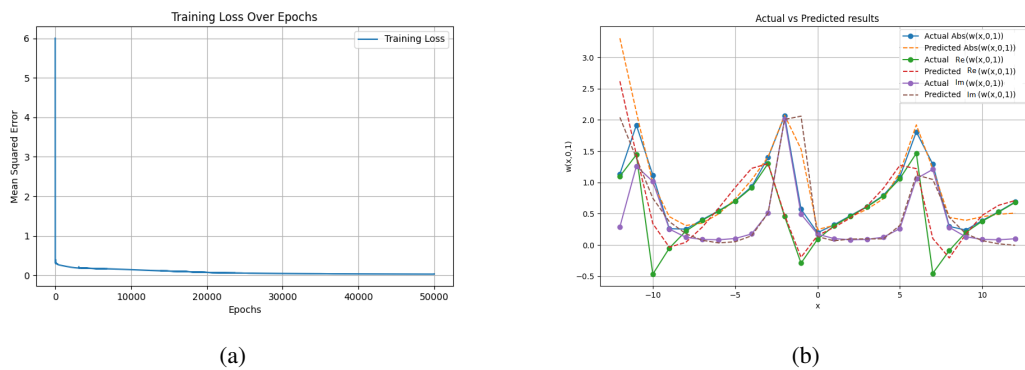 Training Loss Over Epochs
Training Loss
Mean Squared Error
6
5
4
3
2
1
0
0 10000 20000 30000 40000 50000
Epochs
(a)
Actual vs Predicted results
Actual Abs(w(x,0,1))
Predicted Abs(w(x,0,1))
Actual Re(w(x,0,1))
Predicted Re(w(x,0,1))
Actual Im(w(x,0,1))
Predicted Im(w(x,0,1))
w(x,0,1)
3.0
2.5
2.0
1.5
1.0
0.5
0.0
−0.5
−10 −5 0 5 10
x
(b)